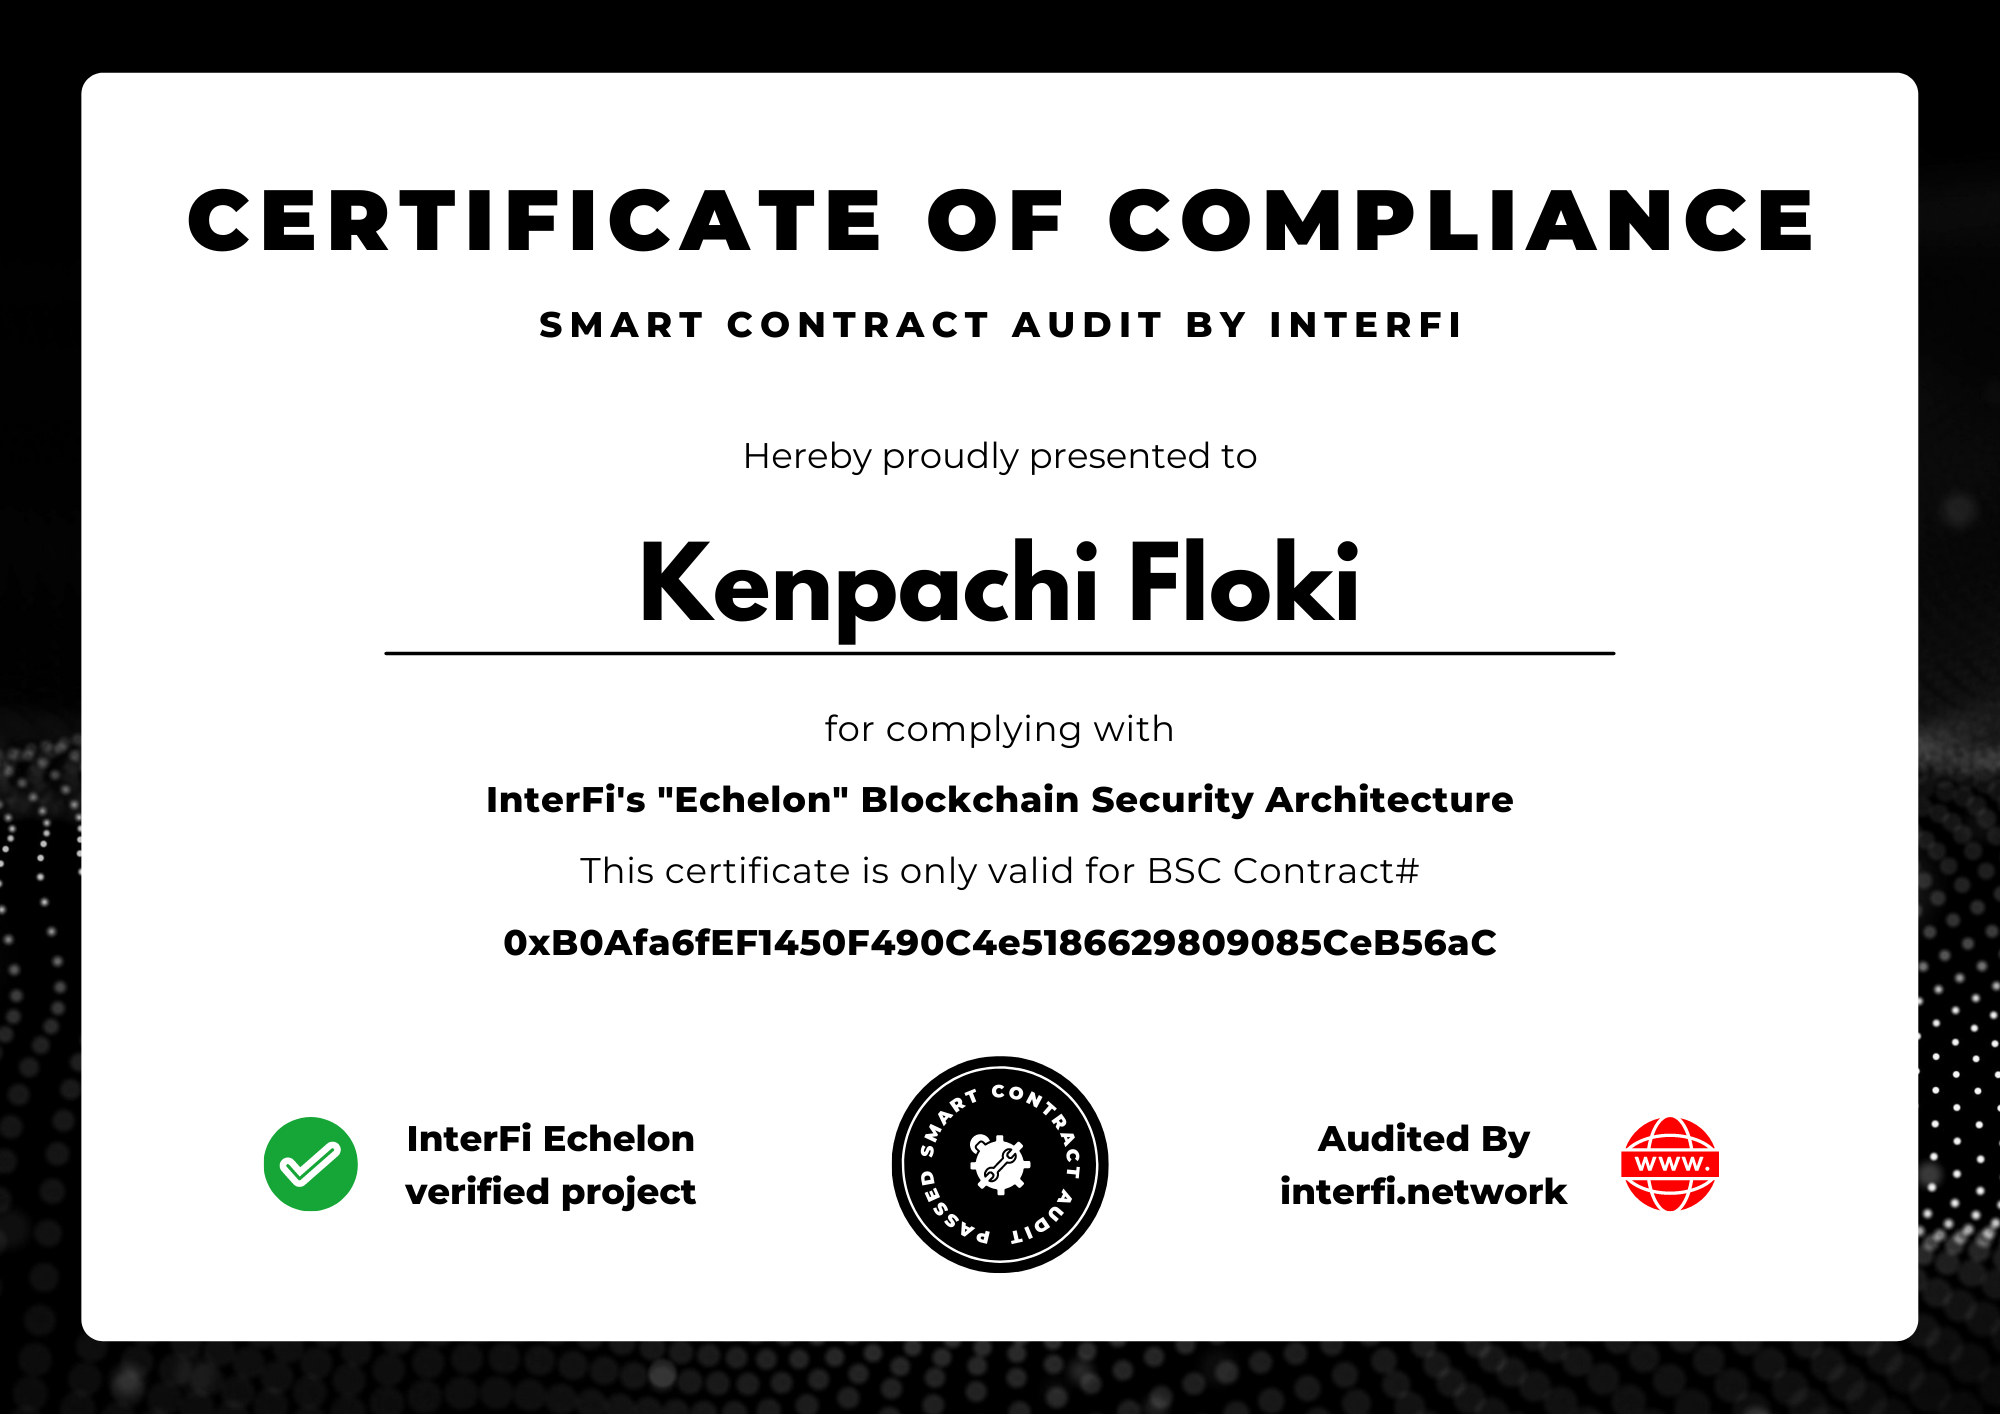 CERTIFICATE OF COMPLIANCE
SMART CONTRACT AUDIT BY INTERFI
Hereby proudly presented to
Kenpachi Floki
for complying with
InterFi's "Echelon" Blockchain Security Architecture
This certificate is only valid for BSC Contract#
0xB0Afa6fEF1450F490C4e5186629809085CeB56aC
InterFi Echelon
verified project
PASSED SMART CONTRACT AUDIT
Audited By
interfi.network
WWW.